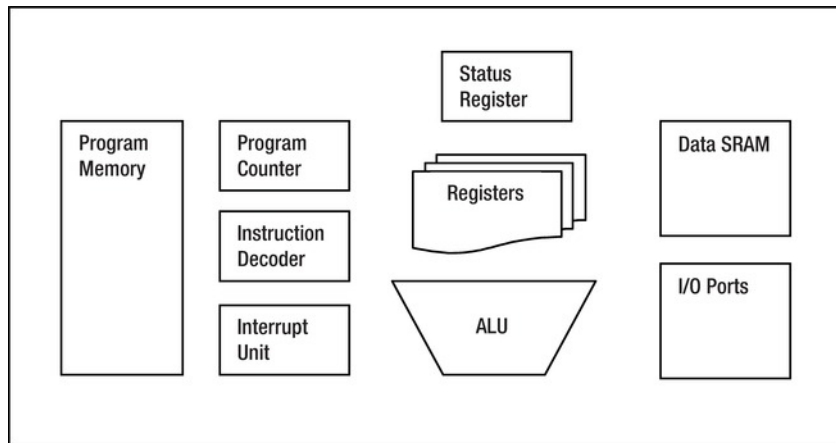 Status
Register
Program
Memory
Program
Counter
Data SRAM
Registers
Instruction
Decoder
I/O Ports
Interrupt
Unit
ALU